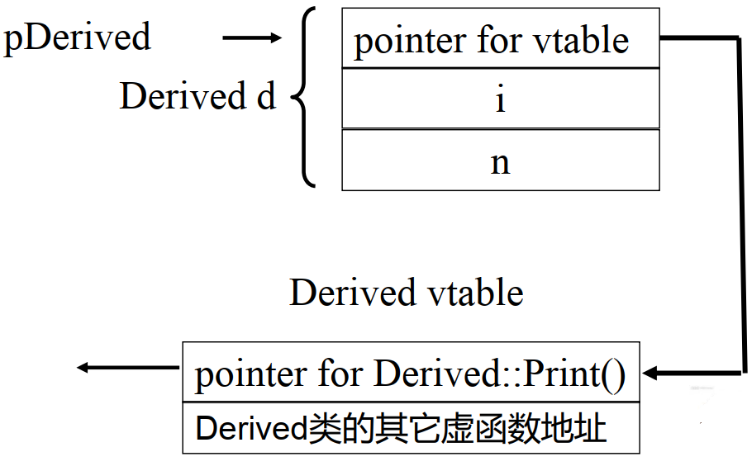 pDerived
pointer for vtable
Derived d
i
n
Derived vtable
pointer for Derived::Print()
Derived类的其它虚函数地址